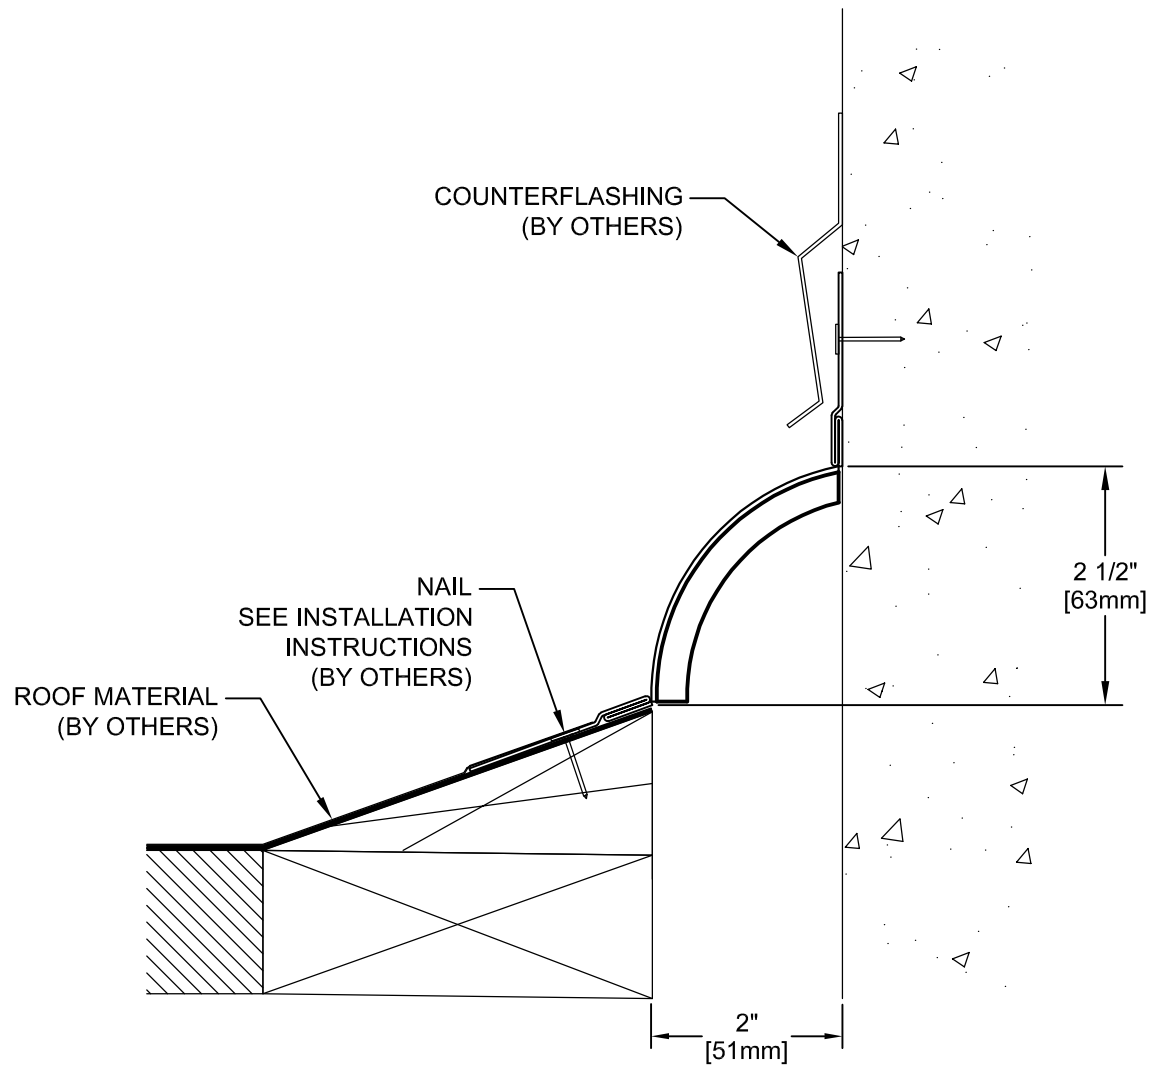 COUNTERFLASHING
(BY OTHERS)
NAIL
SEE INSTALLATION
INSTRUCTIONS
(BY OTHERS)
2 1/2"
[63mm]
ROOF MATERIAL
(BY OTHERS)
2"
[51mm]